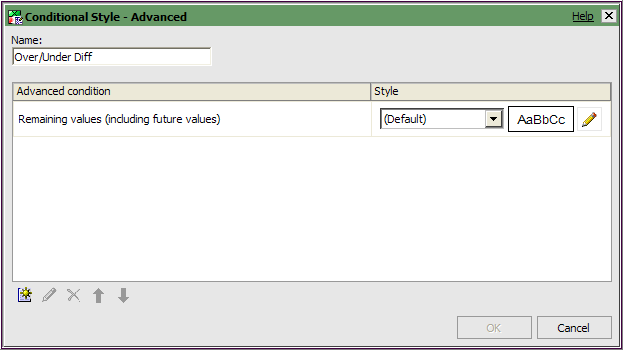 Conditional Style - Advanced Help
Name:
Over/Under Diff
Advanced condition Style
Remaining values (including future values) (Default) AaBbCc
OK Cancel